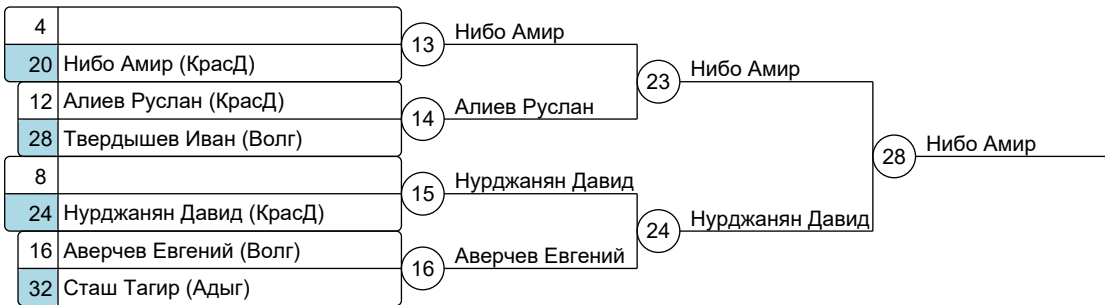 4
20 Нибо Амир (КрасД)
12 Алиев Руслан (КрасД)
28 Твердышев Иван (Волг)
8
24 Нурджанян Давид (КрасД)
16 Аверчев Евгений (Волг)
32 Сташ Тагир (Адыг)
13 Нибо Амир
14 Алиев Руслан
15 Нурджанян Давид
16 Аверчев Евгений
23 Нибо Амир
24 Нурджанян Давид
28 Нибо Амир